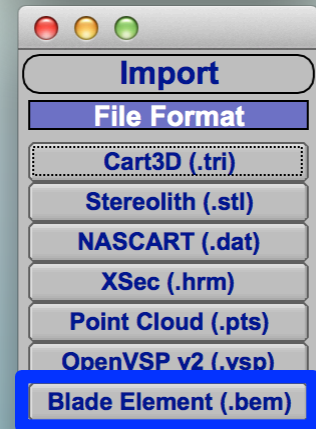 Import
File Format
Cart3D (.tri)
Stereolith (.stl)
NASCART (.dat)
XSec (.hrm)
Point Cloud (.pts)
OpenVSP v2 (.vsp)
Blade Element (.bem)